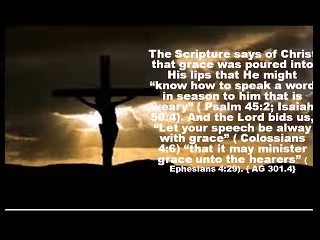 The Scripture says of Christ
that grace was poured into
His lips that He might
“know how to speak a word
in season to him that is
weary” ( Psalm 45:2; Isaiah
50:4). And the Lord bids us,
“Let your speech be alway
with grace” ( Colossians
4:6) “that it may minister
grace unto the hearers” (
Ephesians 4:29). { AG 301.4}